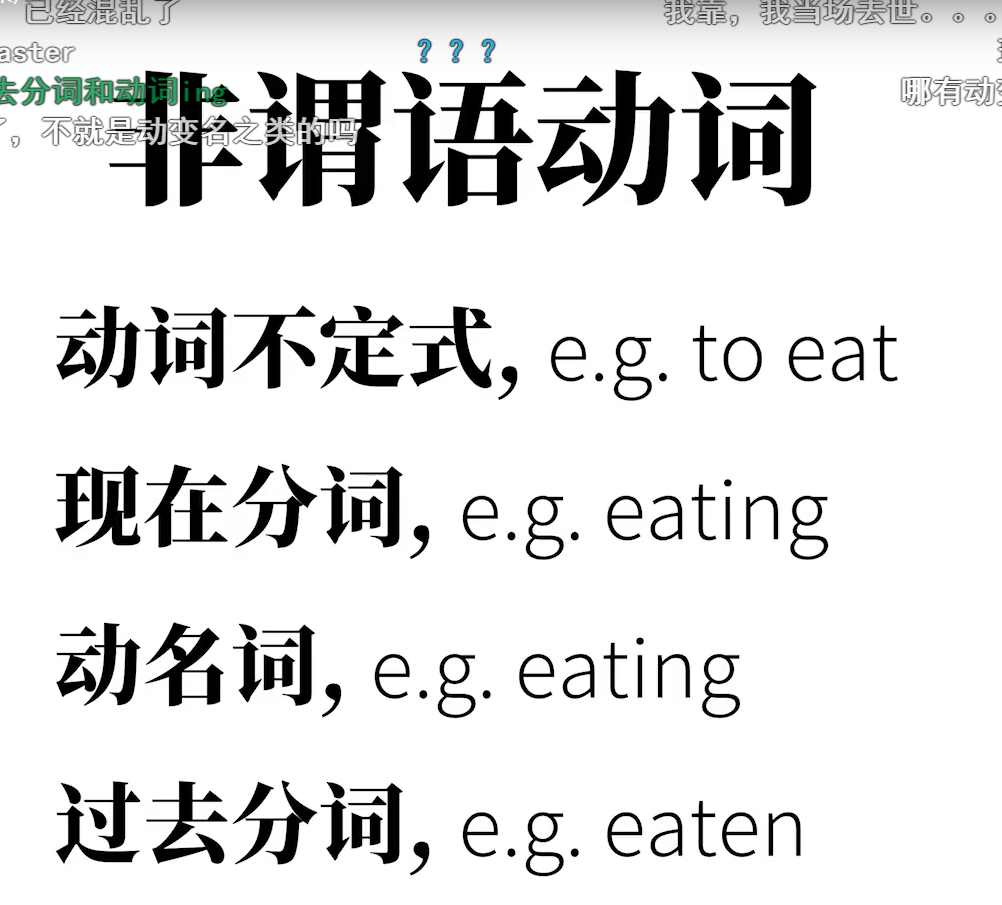 已经混乱了
我靠，我当场去世。。。
aster
？？？
去分词和动词ing
哪有动
，不就是动变名之类的吗
非谓语动词
动词不定式, e.g. to eat
现在分词, e.g. eating
动名词, e.g. eating
过去分词, e.g. eaten